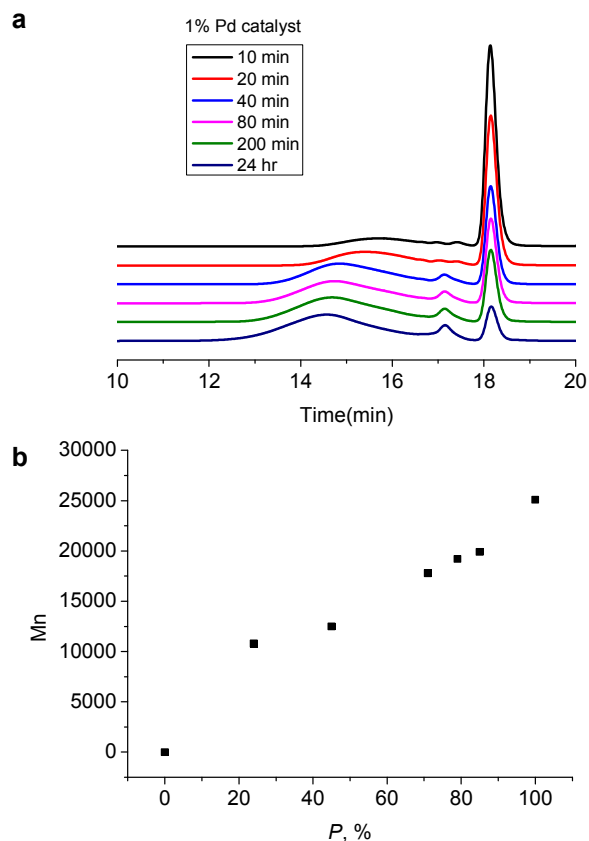 a
1% Pd catalyst
10 min
20 min
40 min
80 min
200 min
24 hr
10 12 14 16 18 20
Time(min)
b
30000
25000
20000
15000
10000
5000
0
Mn
0 20 40 60 80 100
P, %